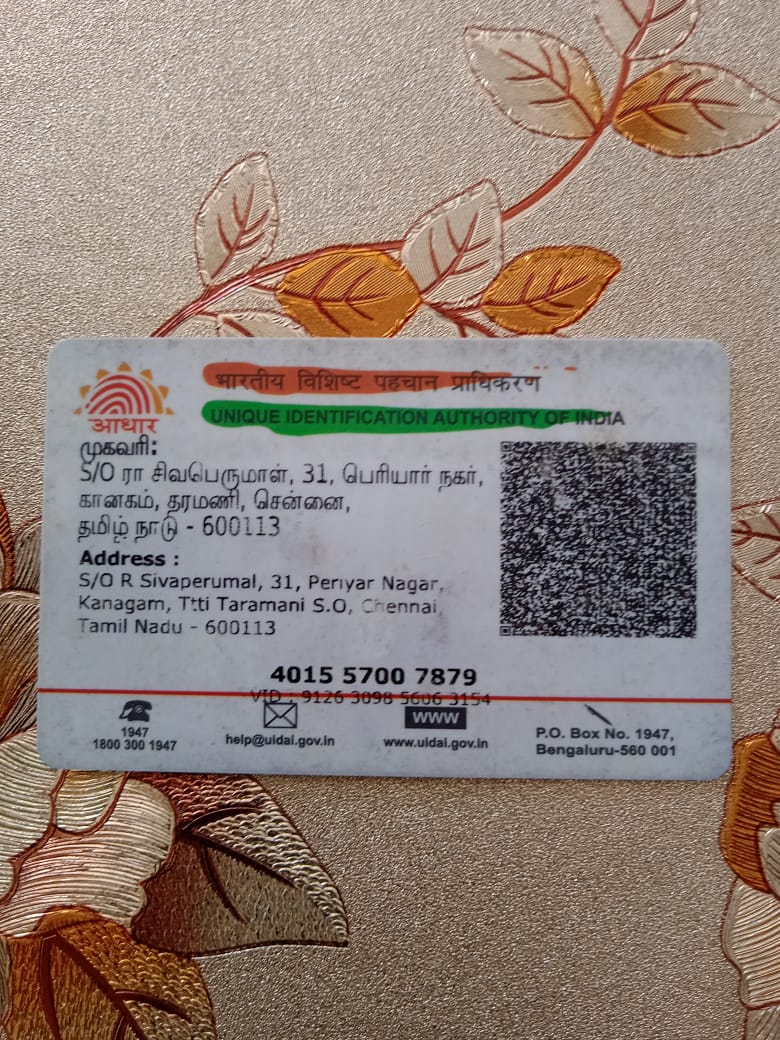 भारतीय विशिष्ट पहचान प्राधिकरण
UNIQUE IDENTIFICATION AUTHORITY OF INDIA
आधार
முகவரி:
S/O ரா சிவபெருமாள், 31, பெரியார் நகர்,
கானகம், தரமணி, சென்னை,
தமிழ் நாடு - 600113
Address :
S/O R Sivaperumal, 31, Periyar Nagar,
Kanagam, Ttti Taramani S.O, Chennai,
Tamil Nadu - 600113
4015 5700 7879
VID : 9126 3098 5606 3154
1947
1800 300 1947
help@uidai.gov.in
WWW
www.uidai.gov.in
P.O. Box No. 1947,
Bengaluru-560 001